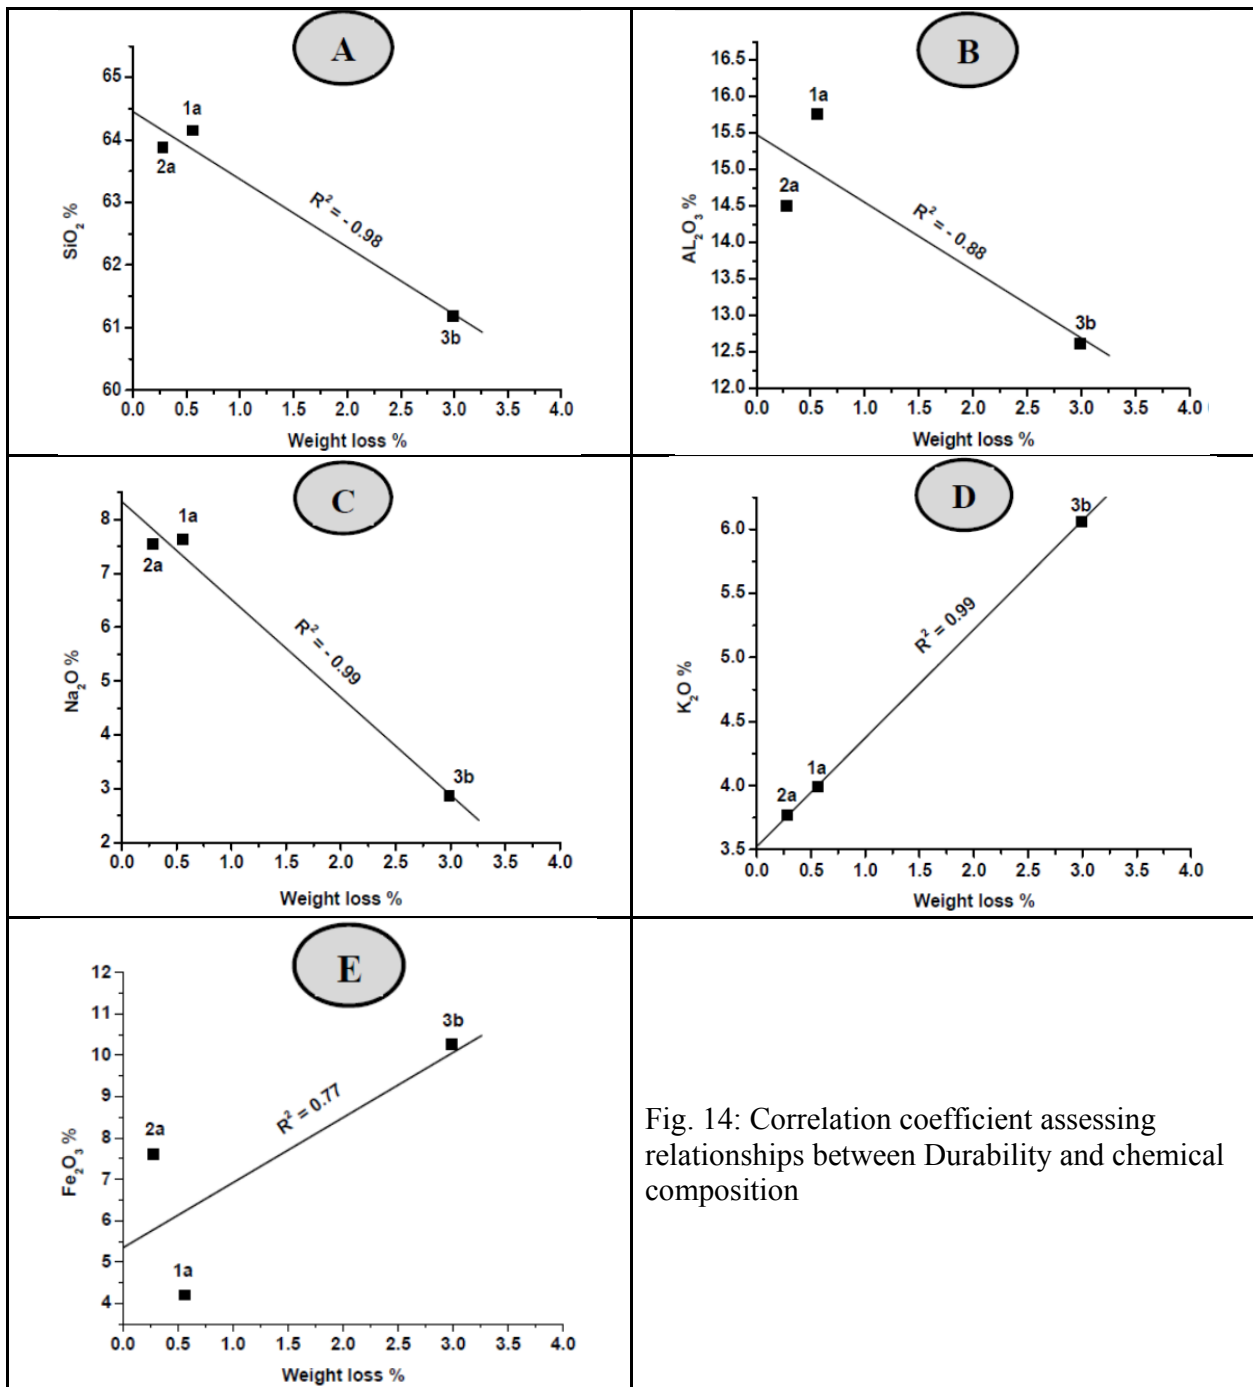 A
65
64
63
62
61
60
SiO2 %
1a
2a
R2 = - 0.98
3b
0.0 0.5 1.0 1.5 2.0 2.5 3.0 3.5 4.0
Weight loss %
B
16.5
16.0
15.5
15.0
14.5
14.0
13.5
13.0
12.5
12.0
AL2O3 %
1a
2a
R2 = - 0.88
3b
0.0 0.5 1.0 1.5 2.0 2.5 3.0 3.5 4.0
Weight loss %
C
8
7
6
5
4
3
2
Na2O %
1a
2a
R2 = - 0.99
3b
0.0 0.5 1.0 1.5 2.0 2.5 3.0 3.5 4.0
Weight loss %
D
6.0
5.5
5.0
4.5
4.0
3.5
K2O %
3b
R2 = 0.99
1a
2a
0.0 0.5 1.0 1.5 2.0 2.5 3.0 3.5 4.0
Weight loss %
E
12
11
10
9
8
7
6
5
4
Fe2O3 %
3b
R2 = 0.77
2a
1a
0.0 0.5 1.0 1.5 2.0 2.5 3.0 3.5 4.0
Weight loss %
Fig. 14: Correlation coefficient assessing
relationships between Durability and chemical
composition